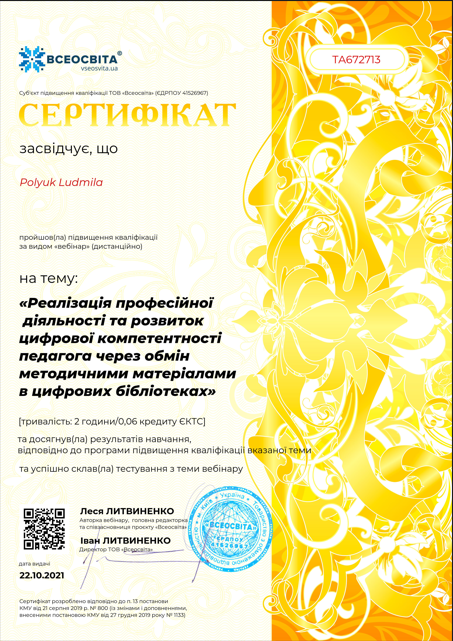 ВСЕОСВІТА®
vseosvita.ua
ТА672713
Суб'єкт підвищення кваліфікації ТОВ «Всеосвіта» (ЄДРПОУ 41526967)
СЕРТИФІКАТ
засвідчує, що
Polyuk Ludmila
пройшов(ла) підвищення кваліфікації
за видом «вебінар» (дистанційно)
на тему:
«Реалізація професійної
діяльності та розвиток
цифрової компетентності
педагога через обмін
методичними матеріалами
в цифрових бібліотеках»
[тривалість: 2 години/0,06 кредиту ЄКТС]
та досягнув(ла) результатів навчання,
відповідно до програми підвищення кваліфікації вказаної теми
та успішно склав(ла) тестування з теми вебінару
Леся ЛИТВИНЕНКО
Авторка вебінару, головна редакторка
та співзасновниця проєкту «Всеосвіта»
Іван ЛИТВИНЕНКО
Директор ТОВ «Всеосвіта»
Україна
«ВСЕОСВІТА»
ЄДРПОУ
41526967
дата видачі
22.10.2021
Сертифікат розроблено відповідно до п. 13 постанови
КМУ від 21 серпня 2019 р. № 800 (із змінами і доповненнями,
внесеними постановою КМУ від 27 грудня 2019 року № 1133)